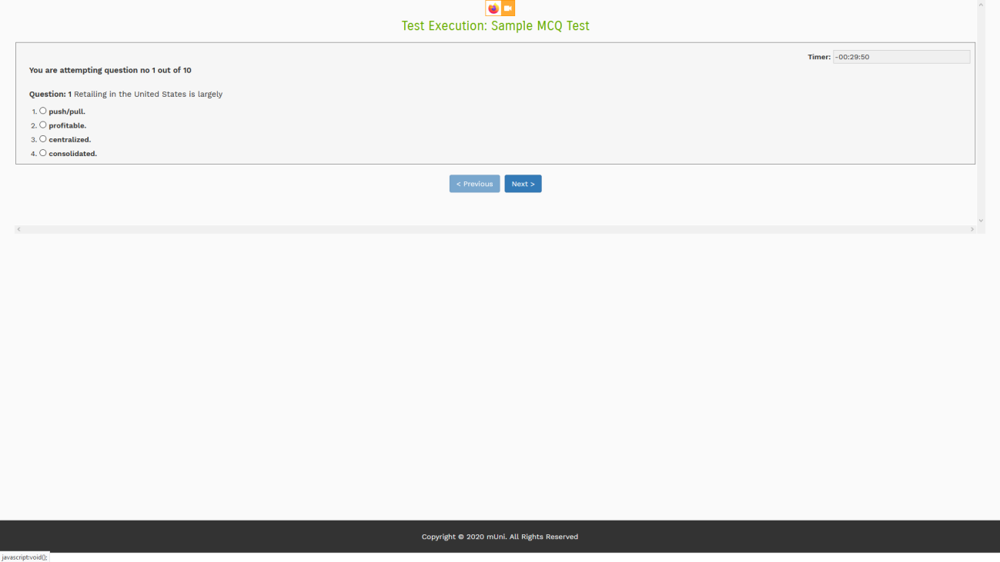 Test Execution: Sample MCQ Test
Timer: -00:29:50
You are attempting question no 1 out of 10
Question: 1 Retailing in the United States is largely
1. push/pull.
2. profitable.
3. centralized.
4. consolidated.
< Previous Next >
Copyright © 2020 mUni. All Rights Reserved
javascript:void();